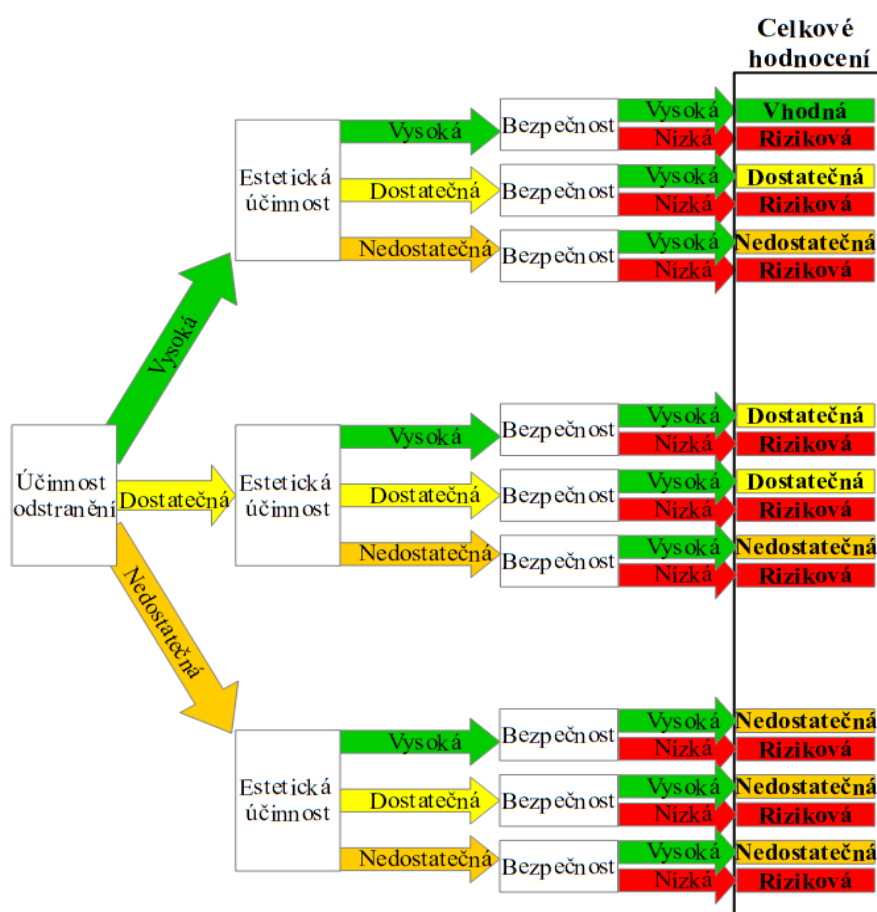 Celkové
hodnocení
Vysoká
Bezpečnost
Vysoká
Vhodná
Nízká
Riziková
Estetická
účinnost
Dostatečná
Bezpečnost
Vysoká
Dostatečná
Nízká
Riziková
Nedostatečná
Bezpečnost
Vysoká
Nedostatečná
Nízká
Riziková
Vysoká
Účinnost
odstranění
Dostatečná
Estetická
účinnost
Vysoká
Bezpečnost
Vysoká
Dostatečná
Nízká
Riziková
Dostatečná
Bezpečnost
Vysoká
Dostatečná
Nízká
Riziková
Nedostatečná
Bezpečnost
Vysoká
Nedostatečná
Nízká
Riziková
Nedostatečná
Estetická
účinnost
Vysoká
Bezpečnost
Vysoká
Nedostatečná
Nízká
Riziková
Dostatečná
Bezpečnost
Vysoká
Nedostatečná
Nízká
Riziková
Nedostatečná
Bezpečnost
Vysoká
Nedostatečná
Nízká
Riziková